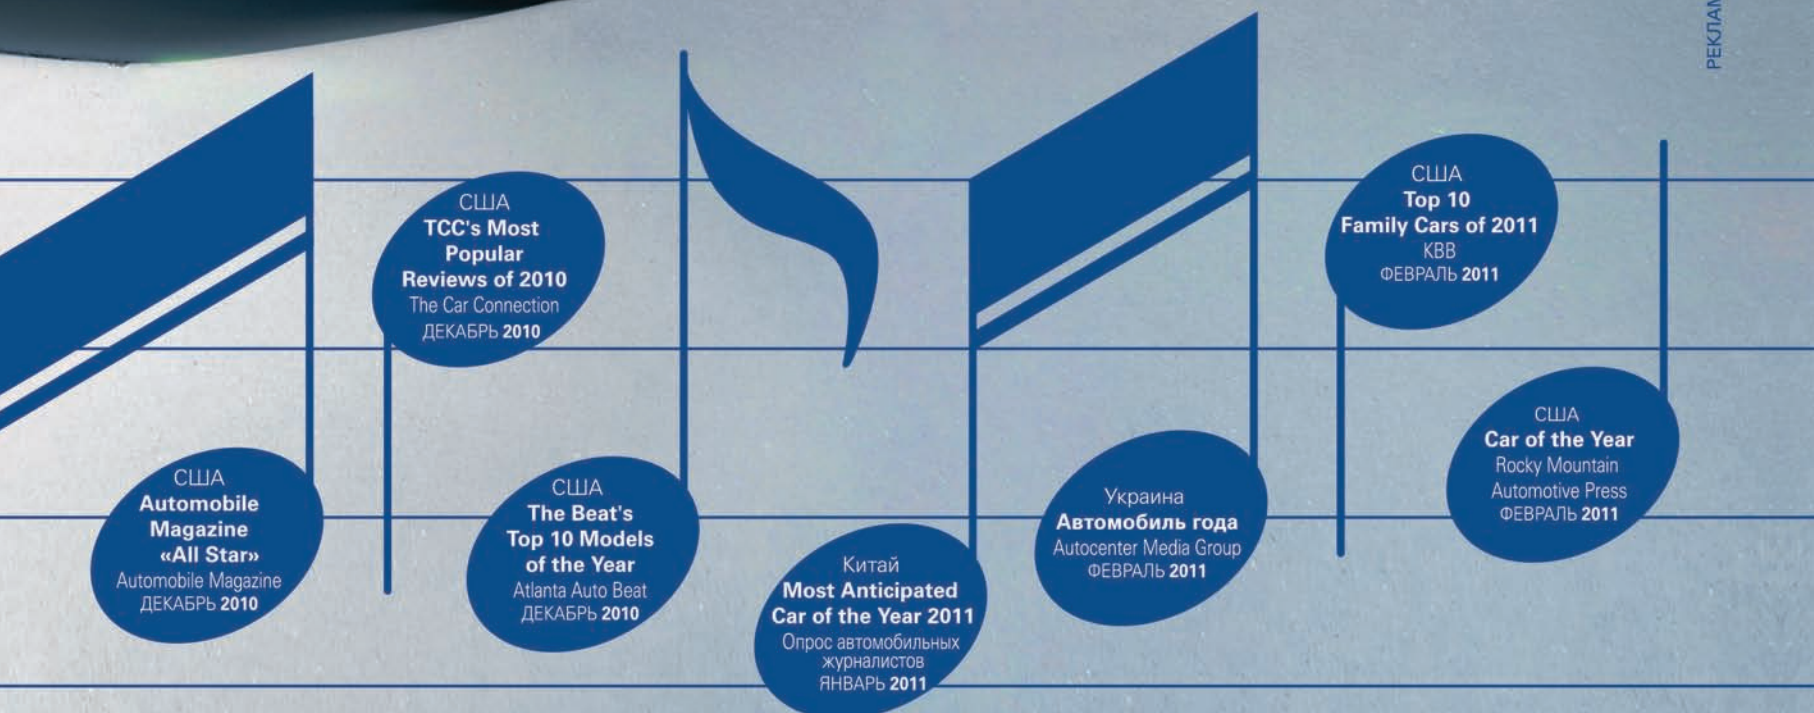 США
Automobile
Magazine
«All Star»
Automobile Magazine
ДЕКАБРЬ 2010
США
TCC's Most
Popular
Reviews of 2010
The Car Connection
ДЕКАБРЬ 2010
США
The Beat's
Top 10 Models
of the Year
Atlanta Auto Beat
ДЕКАБРЬ 2010
Китай
Most Anticipated
Car of the Year 2011
Опрос автомобильных
журналистов
ЯНВАРЬ 2011
Украина
Автомобиль года
Autocenter Media Group
ФЕВРАЛЬ 2011
США
Top 10
Family Cars of 2011
KBB
ФЕВРАЛЬ 2011
США
Car of the Year
Rocky Mountain
Automotive Press
ФЕВРАЛЬ 2011